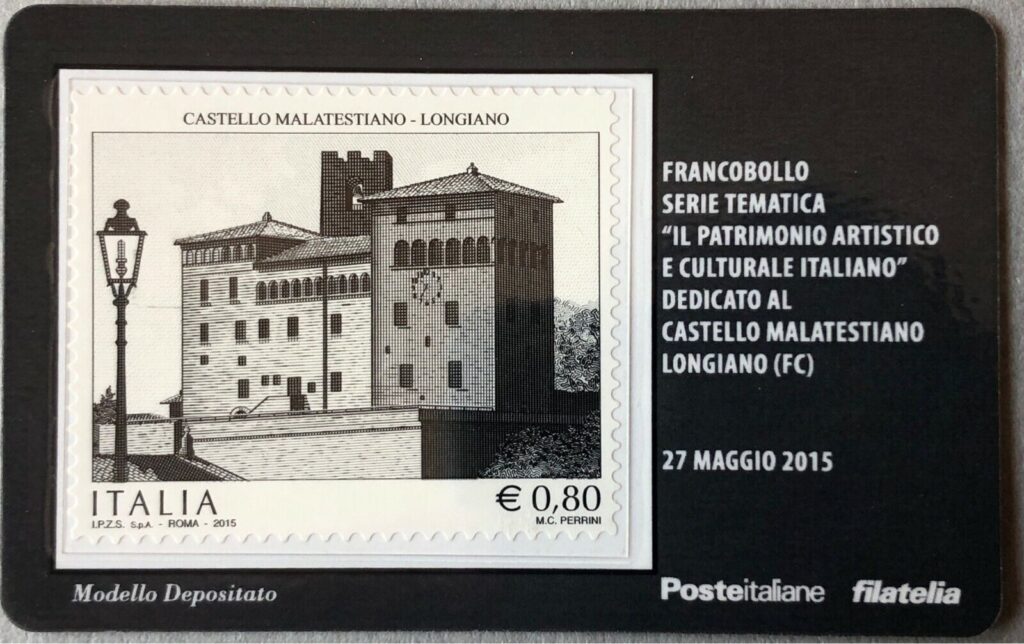 CASTELLO MALATESTIANO - LONGIANO
ITALIA
€ 0,80
I.P.Z.S. S.p.A. - ROMA - 2015
M.C. PERRINI
FRANCOBOLLO
SERIE TEMATICA
“IL PATRIMONIO ARTISTICO
E CULTURALE ITALIANO”
DEDICATO AL
CASTELLO MALATESTIANO
LONGIANO (FC)
27 MAGGIO 2015
Modello Depositato
Posteitaliane
filatelia